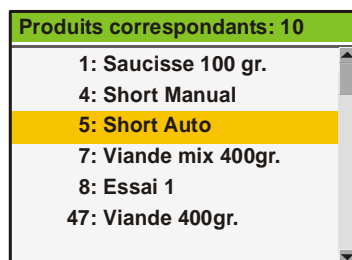 Produits correspondants: 10
1: Saucisse 100 gr.
4: Short Manual
5: Short Auto
7: Viande mix 400gr.
8: Essai 1
47: Viande 400gr.